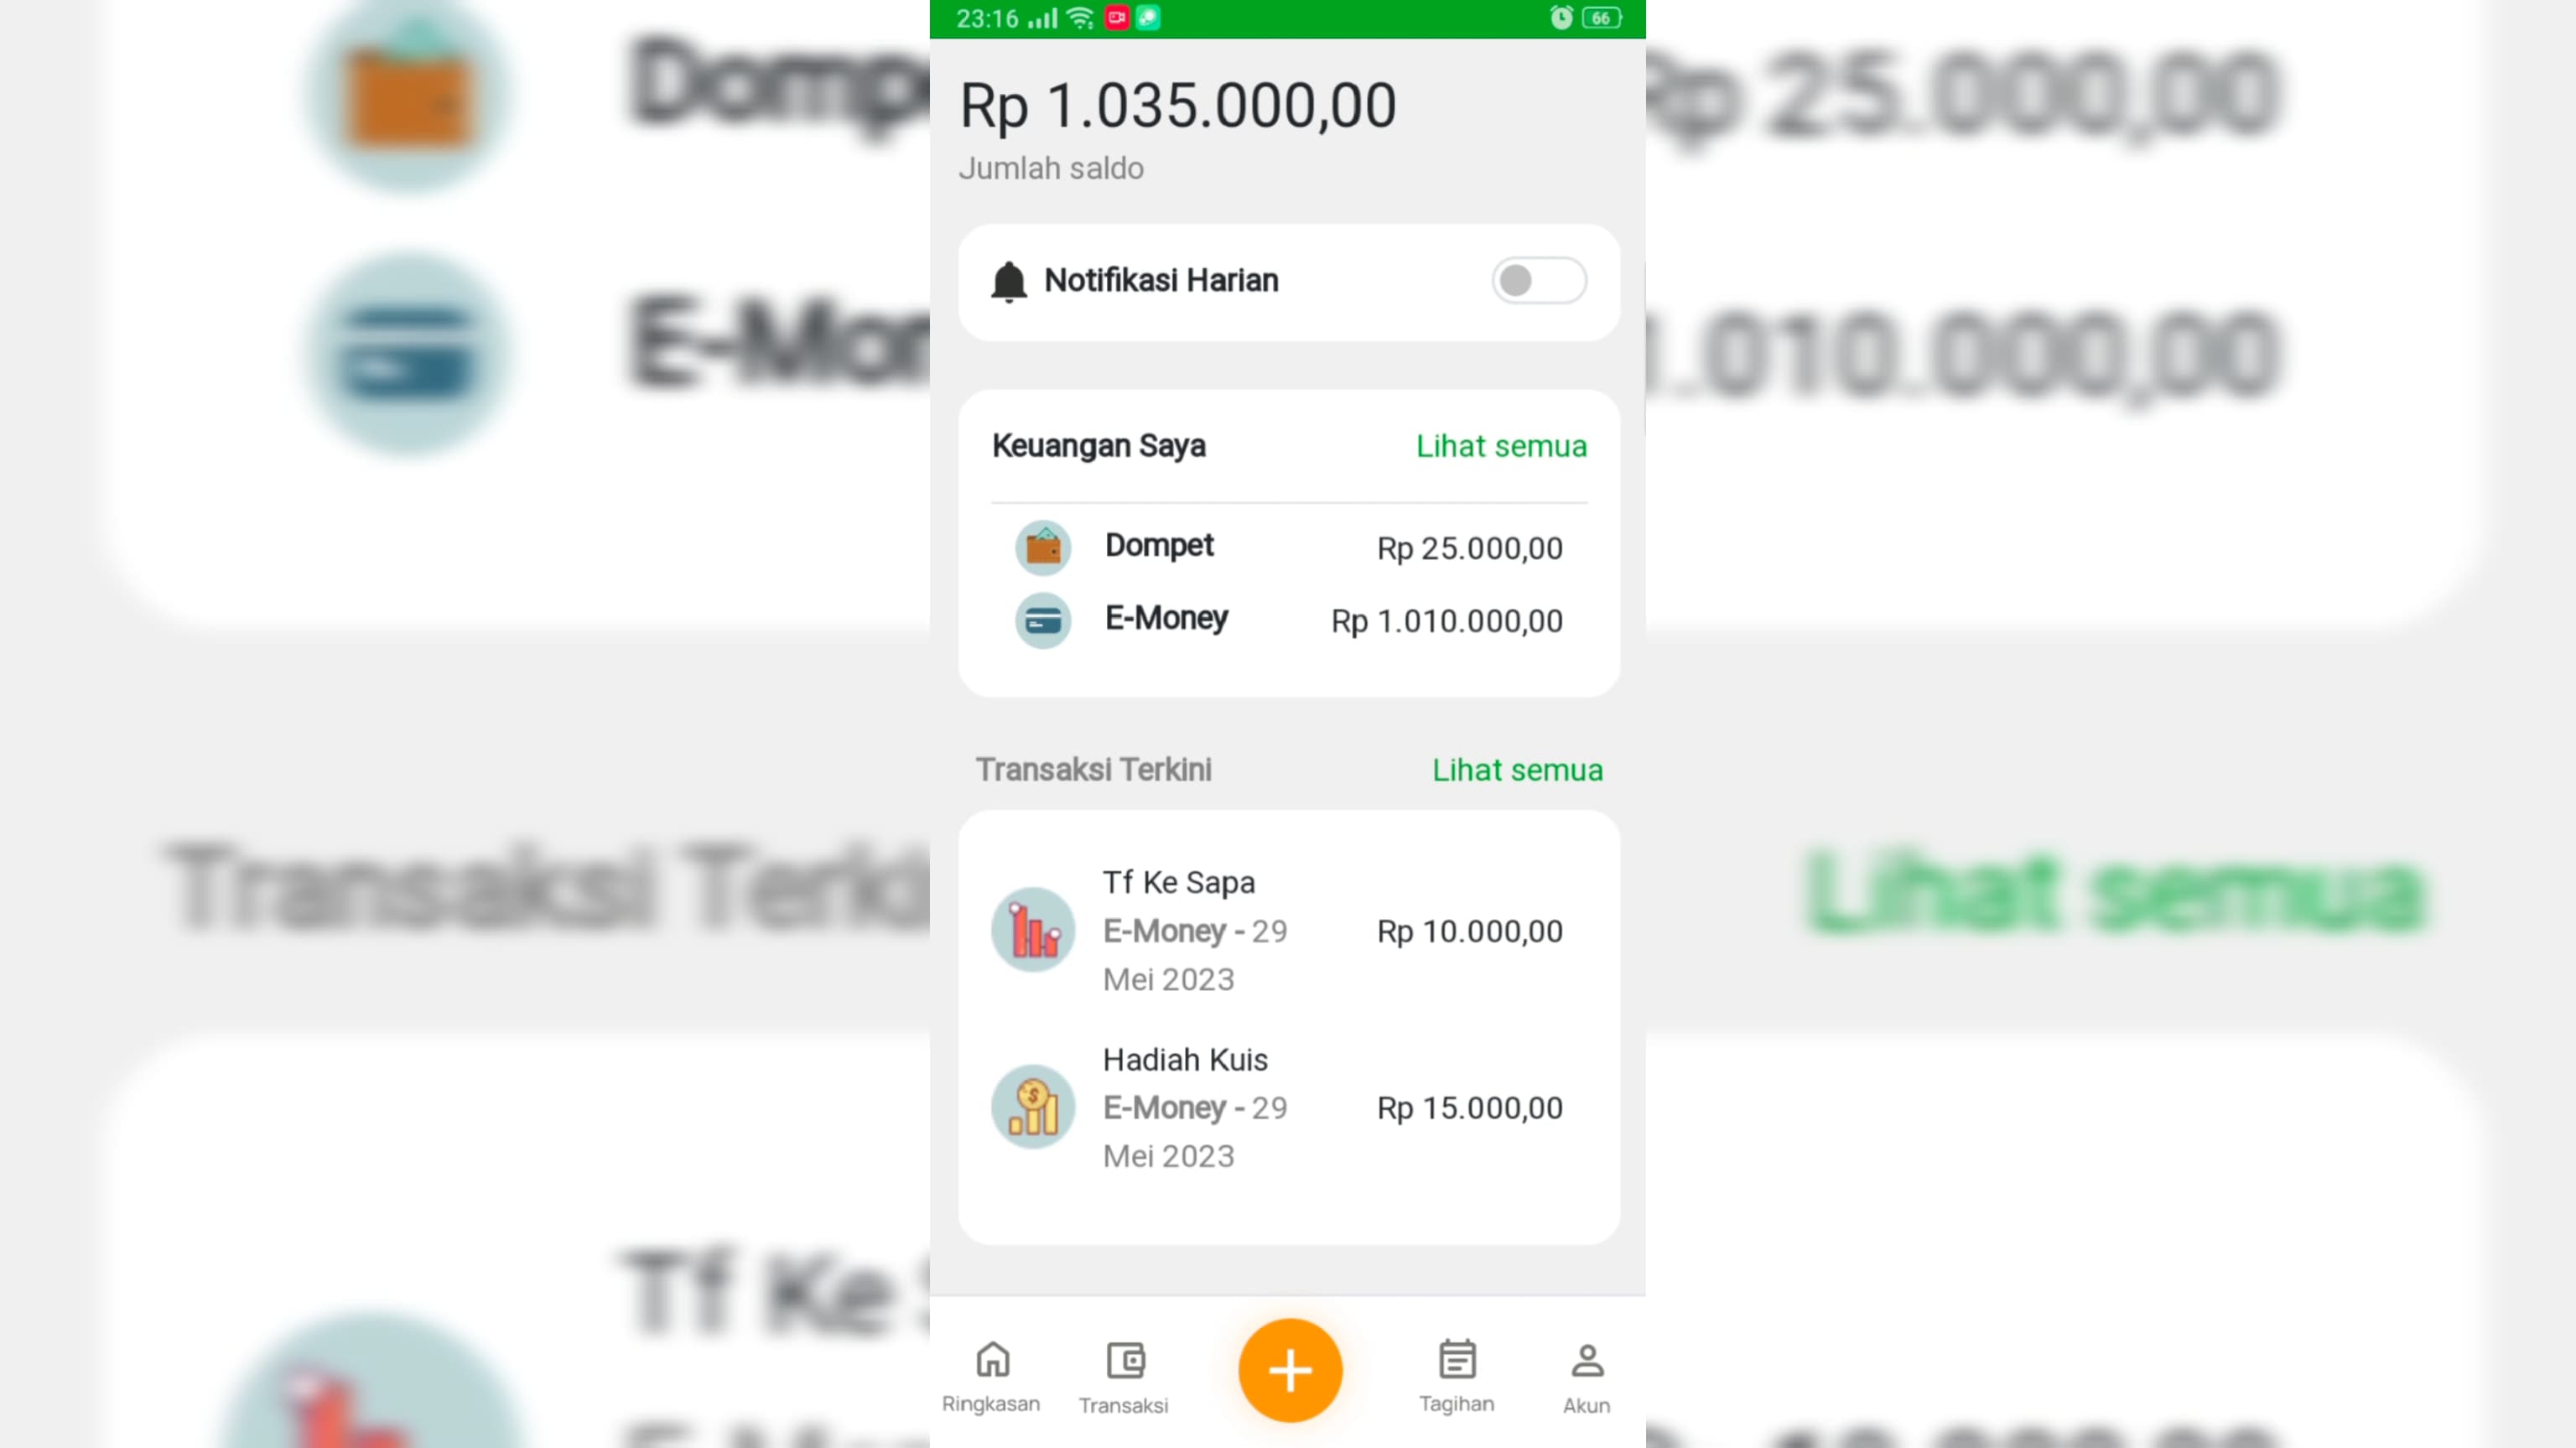 23:16
66
Rp 1.035.000,00
Jumlah saldo
Notifikasi Harian
Keuangan Saya Lihat semua
Dompet Rp 25.000,00
E-Money Rp 1.010.000,00
Transaksi Terkini Lihat semua
Tf Ke Sapa
E-Money - 29 Rp 10.000,00
Mei 2023
Hadiah Kuis
E-Money - 29 Rp 15.000,00
Mei 2023
Ringkasan Transaksi Tagihan Akun